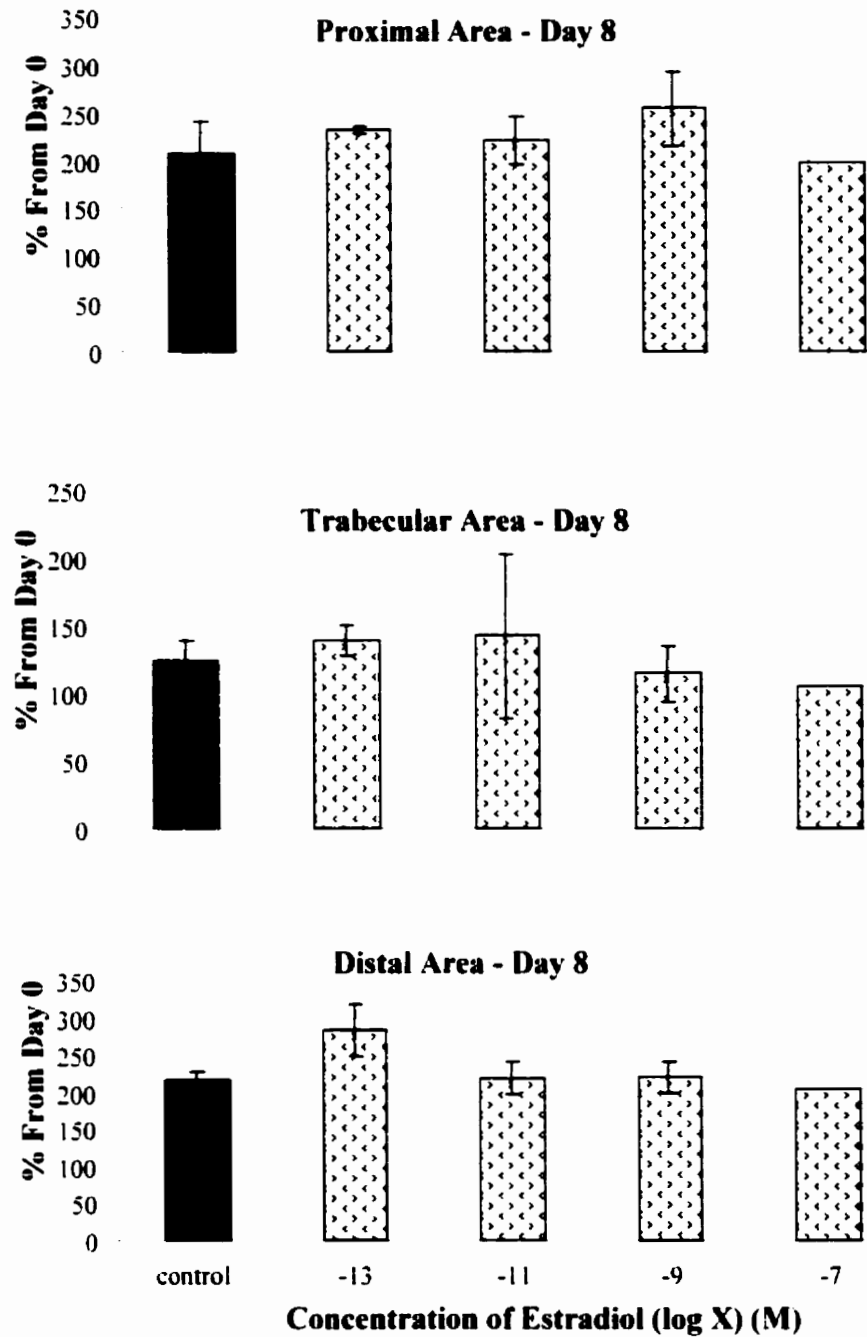 Proximal Area - Day 8
% From Day 0
350
300
250
200
150
100
50
0
Trabecular Area - Day 8
% From Day 0
250
200
150
100
50
0
Distal Area - Day 8
% From Day 0
350
300
250
200
150
100
50
0
control -13 -11 -9 -7
Concentration of Estradiol (log X) (M)